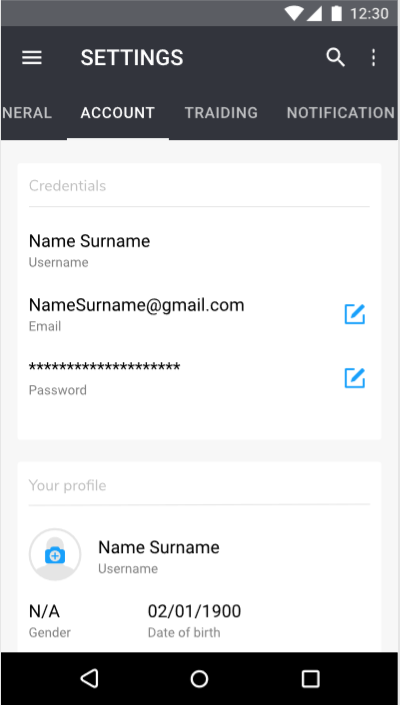 12:30
SETTINGS
NERAL ACCOUNT TRAIDING NOTIFICATION
Credentials
Name Surname
Username
NameSurname@gmail.com
Email
********************
Password
Your profile
Name Surname
Username
N/A 02/01/1900
Gender Date of birth